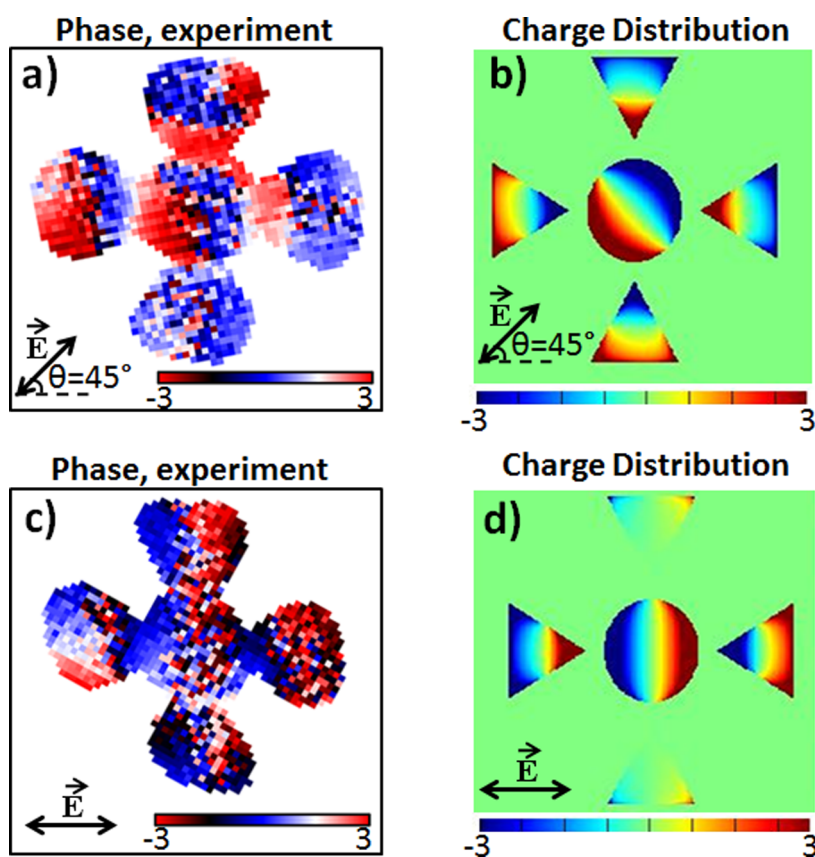 Phase, experiment
Charge Distribution
a)
b)
E
θ=45°
-3
3
E
θ=45°
-3
3
Phase, experiment
Charge Distribution
c)
d)
E
-3
3
E
-3
3